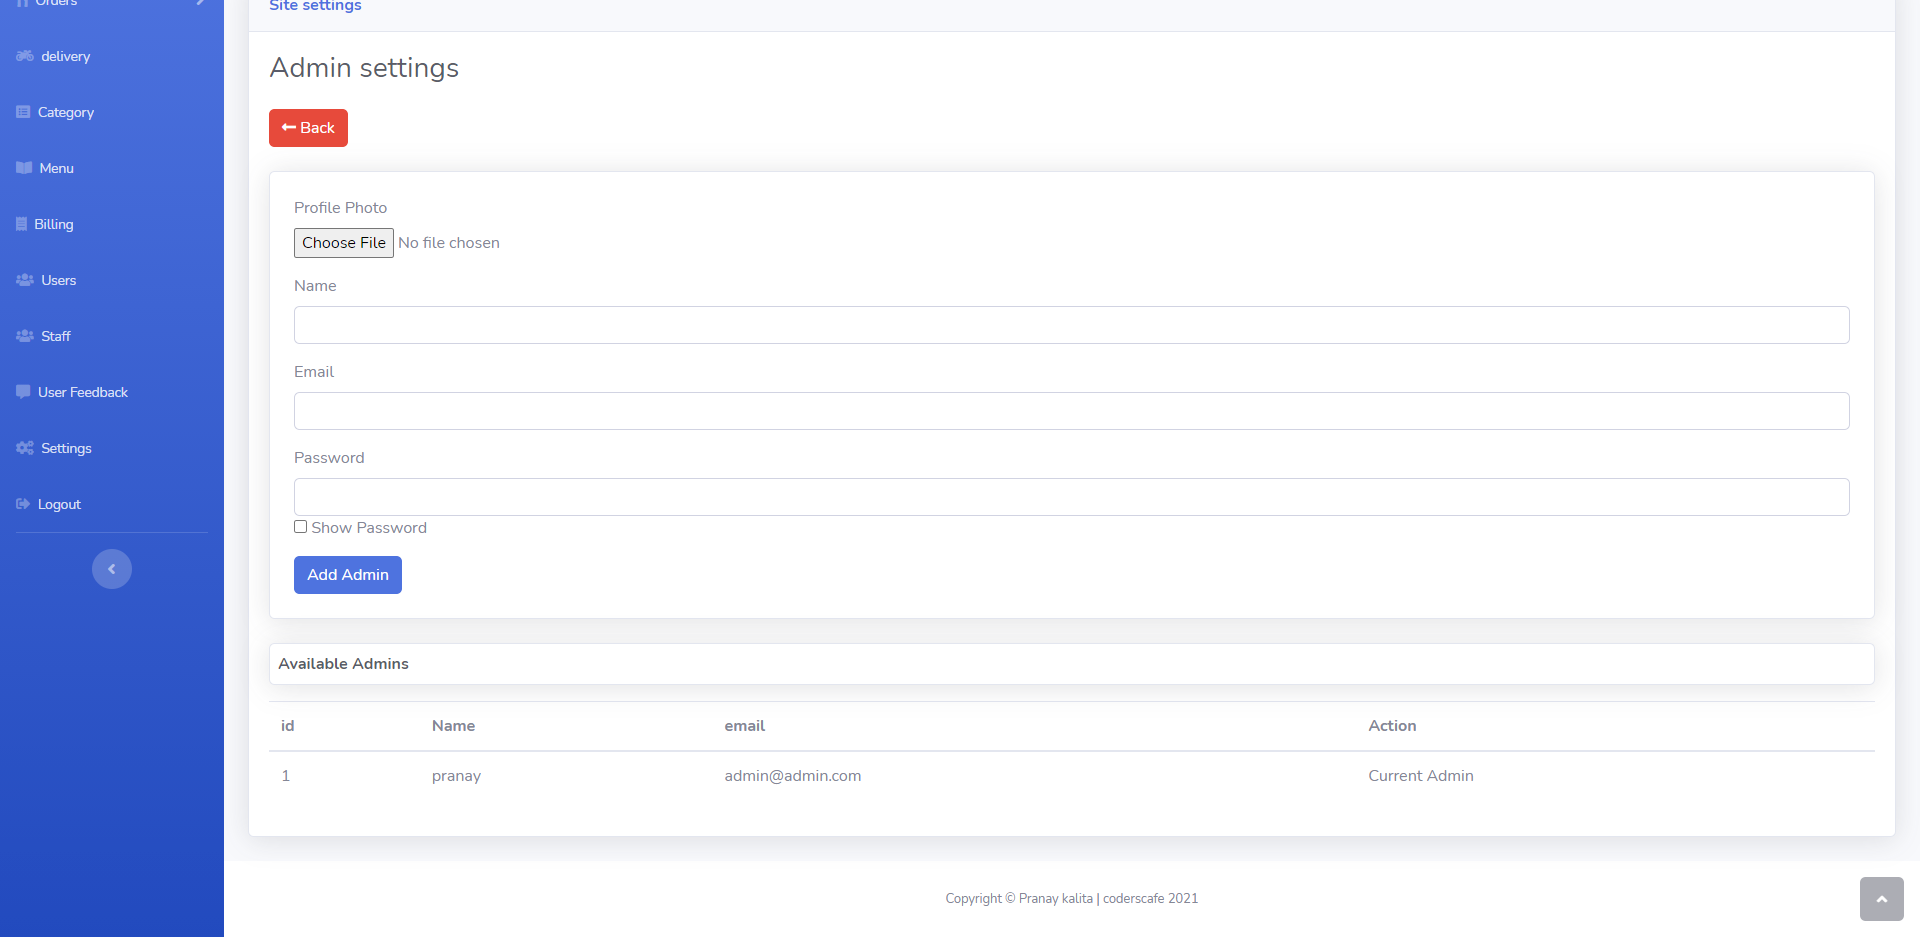 Orders
delivery
Category
Menu
Billing
Users
Staff
User Feedback
Settings
Logout
Site settings
Admin settings
Back
Profile Photo
Choose File No file chosen
Name
Email
Password
Show Password
Add Admin
Available Admins
id Name email Action
1 pranay admin@admin.com Current Admin
Copyright © Pranay kalita | coderscafe 2021